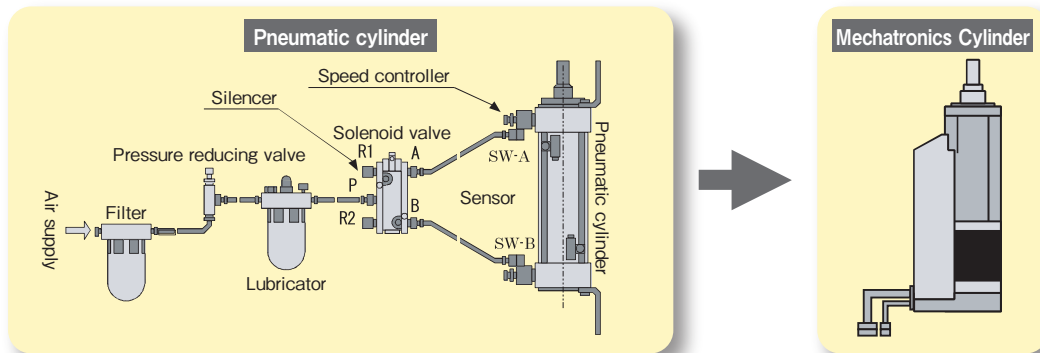 Pneumatic cylinder
Mechatronics Cylinder
Speed controller
Silencer
Solenoid valve
R1
A
Pressure reducing valve
SW-A
P
Sensor
Pneumatic cylinder
Filter
R2
B
Air supply
SW-B
Lubricator